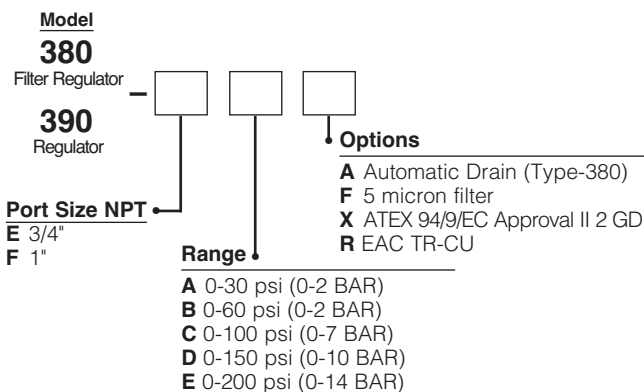 Model
380
Filter Regulator
390
Regulator
Options
A Automatic Drain (Type-380)
F 5 micron filter
X ATEX 94/9/EC Approval II 2 GD
R EAC TR-CU
Port Size NPT
E 3/4"
F 1"
Range
A 0-30 psi (0-2 BAR)
B 0-60 psi (0-2 BAR)
C 0-100 psi (0-7 BAR)
D 0-150 psi (0-10 BAR)
E 0-200 psi (0-14 BAR)